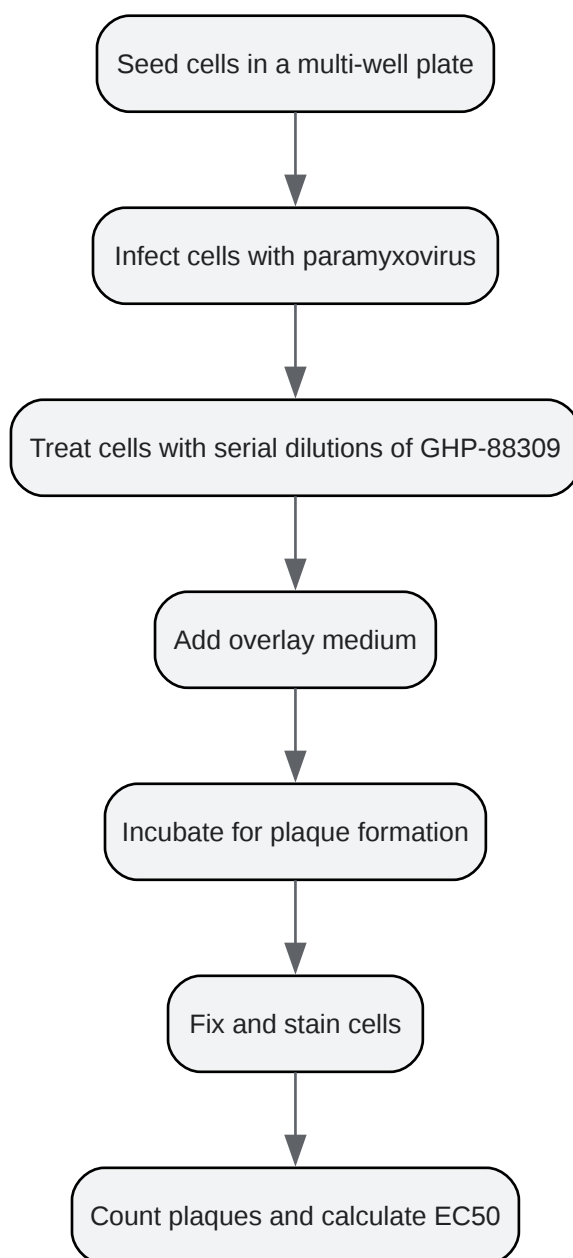 Seed cells in a multi-well plate
Infect cells with paramyxovirus
Treat cells with serial dilutions of GHP-88309
Add overlay medium
Incubate for plaque formation
Fix and stain cells
Count plaques and calculate EC50